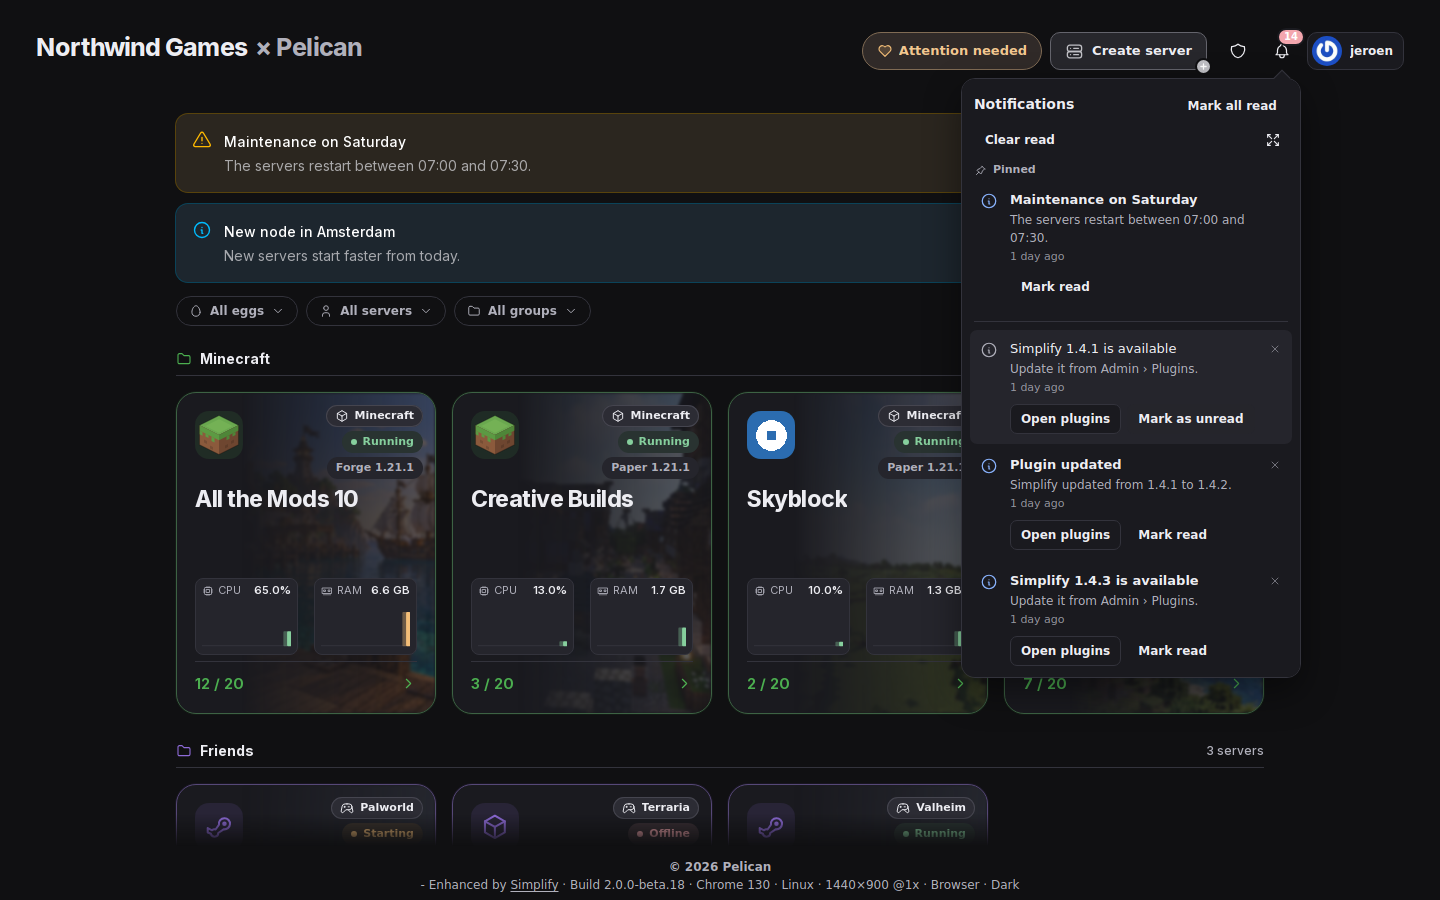 Northwind Games × Pelican
Attention needed
Create server
14
jeroen
Maintenance on Saturday
The servers restart between 07:00 and 07:30.
New node in Amsterdam
New servers start faster from today.
All eggs
All servers
All groups
Minecraft
Minecraft
Running
Forge 1.21.1
All the Mods 10
CPU 65.0%
RAM 6.6 GB
12 / 20
Minecraft
Running
Paper 1.21.1
Creative Builds
CPU 13.0%
RAM 1.7 GB
3 / 20
Minecraft
Running
Paper 1.21.1
Skyblock
CPU 10.0%
RAM 1.3 GB
2 / 20
7 / 20
Notifications
Mark all read
Clear read
Pinned
Maintenance on Saturday
The servers restart between 07:00 and
07:30.
1 day ago
Mark read
Simplify 1.4.1 is available
Update it from Admin › Plugins.
1 day ago
Open plugins
Mark as unread
Plugin updated
Simplify updated from 1.4.1 to 1.4.2.
1 day ago
Open plugins
Mark read
Simplify 1.4.3 is available
Update it from Admin › Plugins.
1 day ago
Open plugins
Mark read
Friends
3 servers
Palworld
Starting
Terraria
Offline
Valheim
Running
© 2026 Pelican
- Enhanced by Simplify · Build 2.0.0-beta.18 · Chrome 130 · Linux · 1440×900 @1x · Browser · Dark